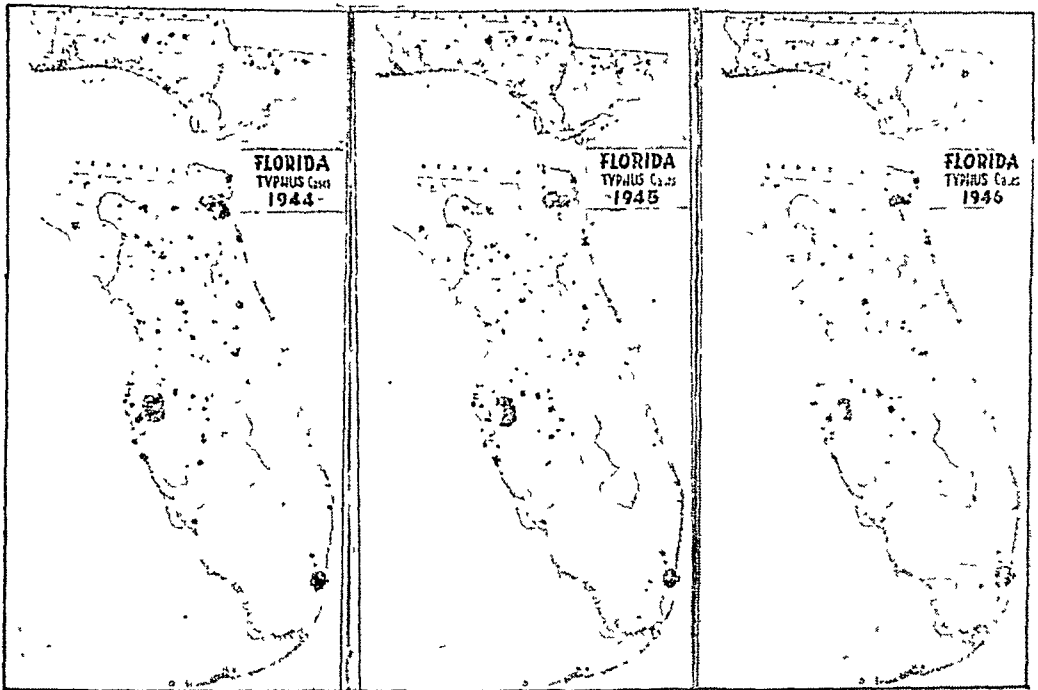 FLORIDA
TYPHUS Cases
1944
FLORIDA
TYPHUS Cases
1945
FLORIDA
TYPHUS Cases
1946